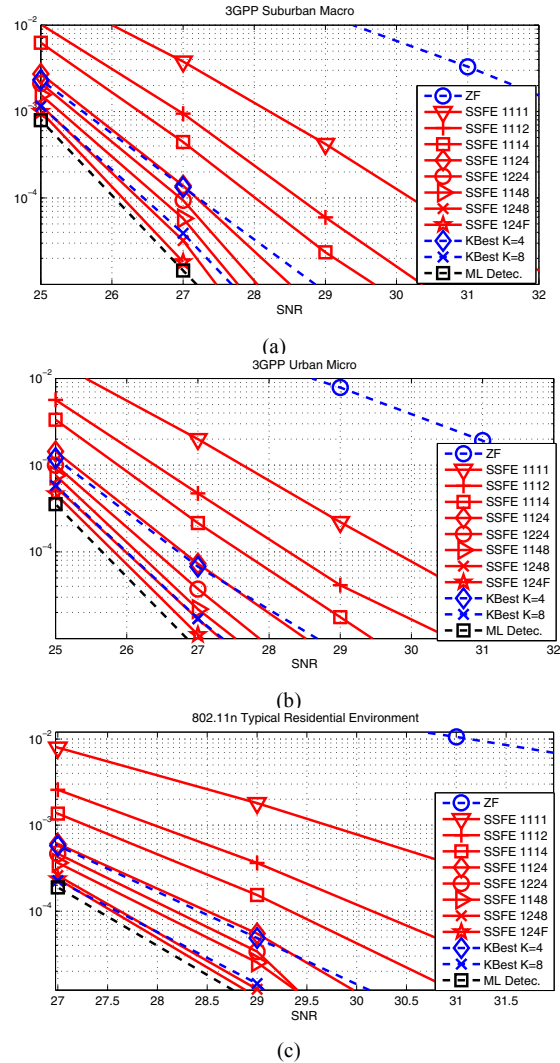 3GPP Suburban Macro
10⁻²
10⁻³
10⁻⁴
ZF
SSFE 1111
SSFE 1112
SSFE 1114
SSFE 1124
SSFE 1224
SSFE 1148
SSFE 1248
SSFE 124F
KBest K=4
KBest K=8
ML Detec.
25 26 27 28 29 30 31 32
SNR
(a)
3GPP Urban Micro
10⁻²
10⁻³
10⁻⁴
ZF
SSFE 1111
SSFE 1112
SSFE 1114
SSFE 1124
SSFE 1224
SSFE 1148
SSFE 1248
SSFE 124F
KBest K=4
KBest K=8
ML Detec.
25 26 27 28 29 30 31 32
SNR
(b)
802.11n Typical Residential Environment
10⁻²
10⁻³
10⁻⁴
ZF
SSFE 1111
SSFE 1112
SSFE 1114
SSFE 1124
SSFE 1224
SSFE 1148
SSFE 1248
SSFE 124F
KBest K=4
KBest K=8
ML Detec.
27 27.5 28 28.5 29 29.5 30 30.5 31 31.5
SNR
(c)